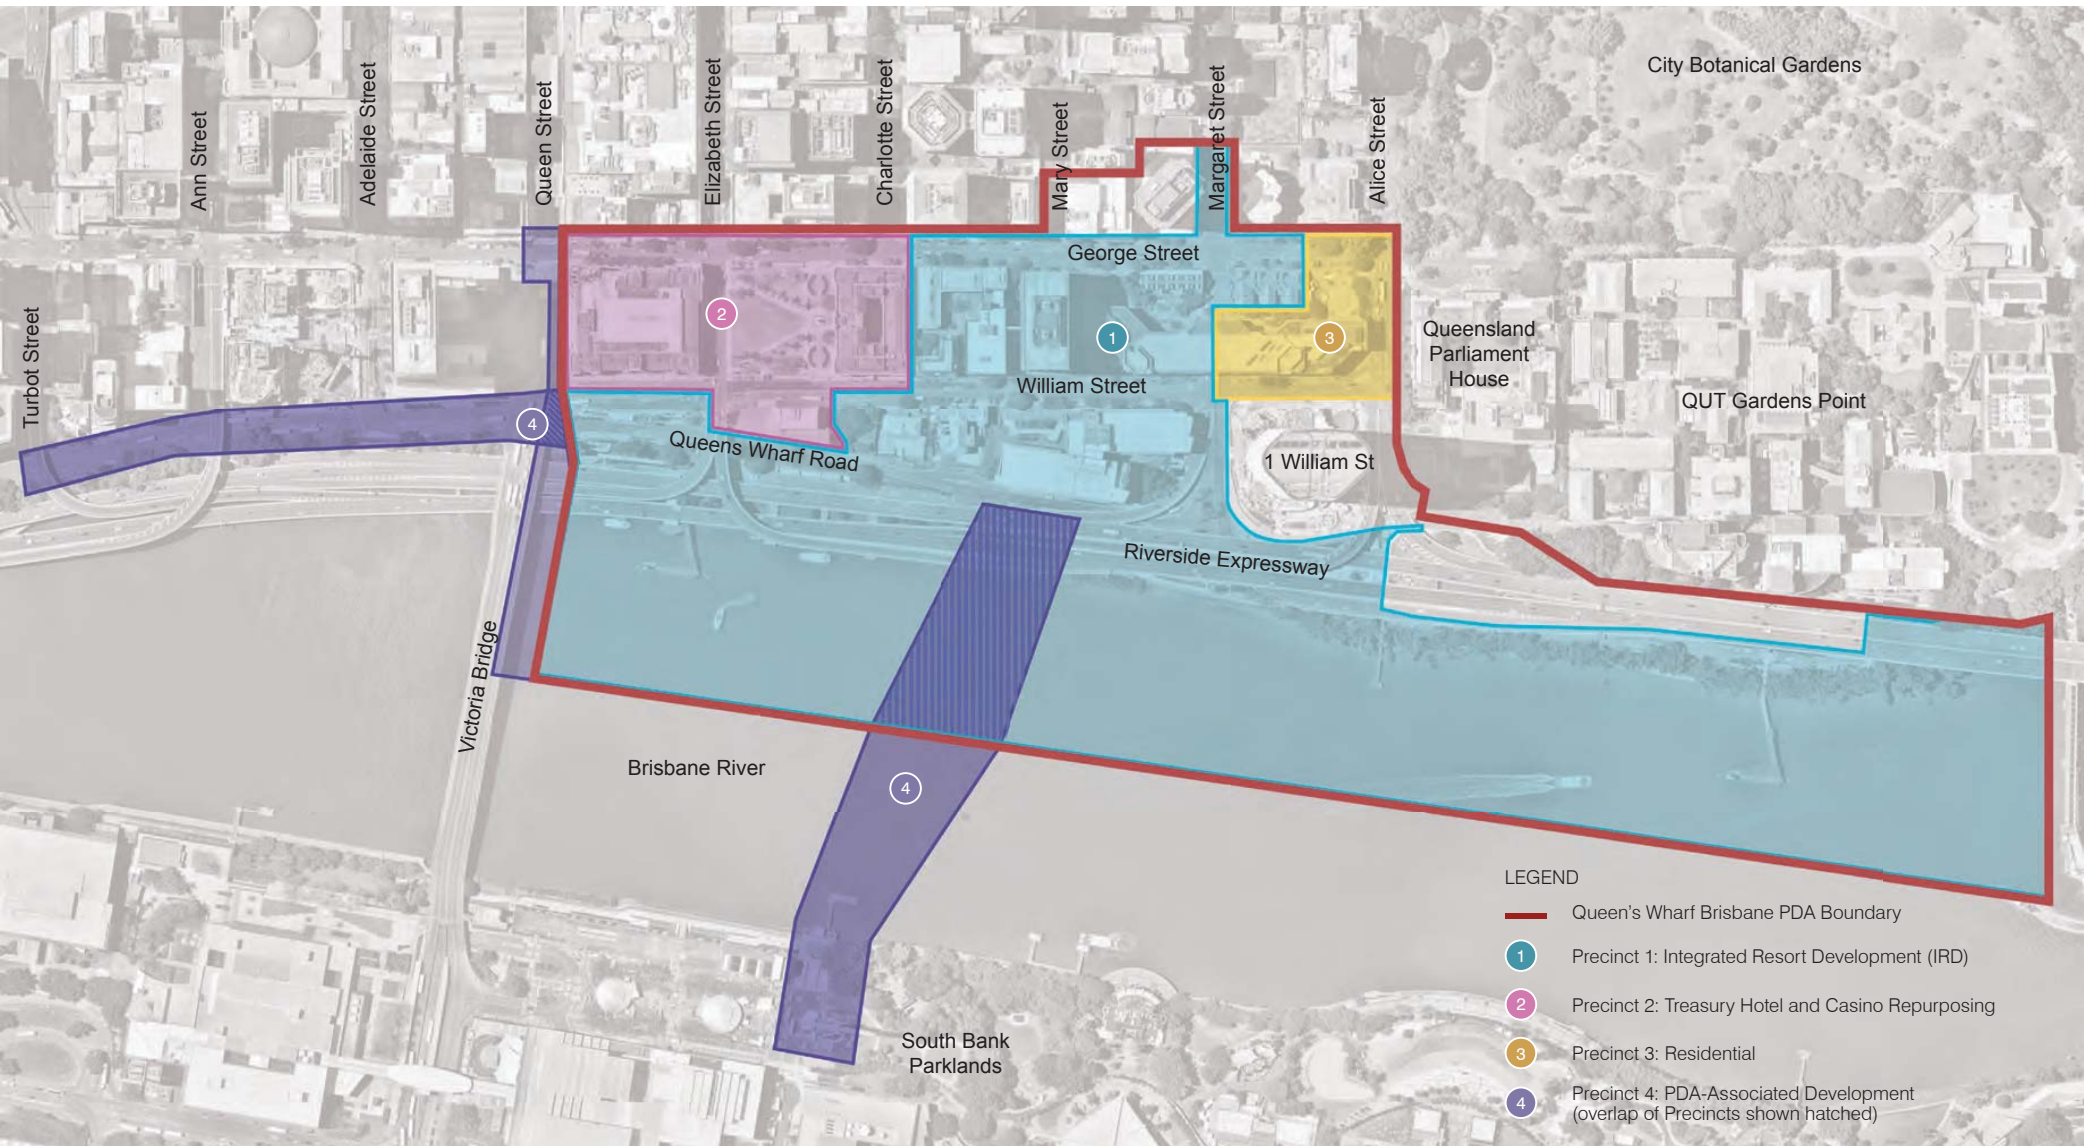 City Botanical Gardens
Turbot Street
Ann Street
Adelaide Street
Queen Street
Elizabeth Street
Charlotte Street
Mary Street
Margaret Street
Alice Street
George Street
2
1
3
Queensland
Parliament
House
William Street
QUT Gardens Point
4
Queens Wharf Road
1 William St
Riverside Expressway
Victoria Bridge
Brisbane River
4
South Bank
Parklands
LEGEND
Queen's Wharf Brisbane PDA Boundary
1 Precinct 1: Integrated Resort Development (IRD)
2 Precinct 2: Treasury Hotel and Casino Repurposing
3 Precinct 3: Residential
4 Precinct 4: PDA-Associated Development
(overlap of Precincts shown hatched)